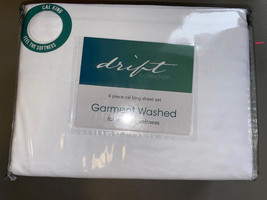 CAL KING
FEEL THE SOFTNESS
drift
4 piece cal king sheet set
Garment Washed